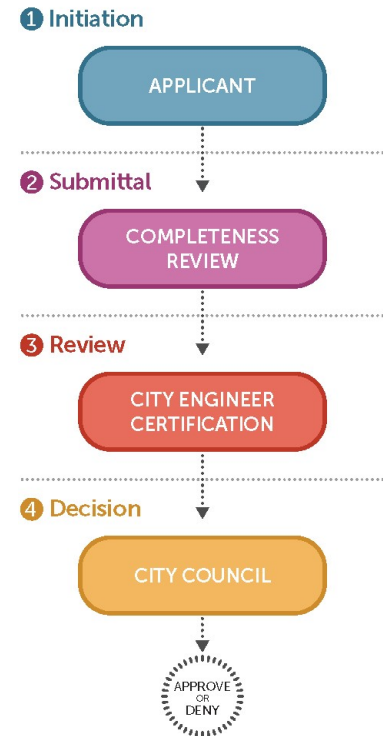 1 Initiation
APPLICANT
2 Submittal
COMPLETENESS
REVIEW
3 Review
CITY ENGINEER
CERTIFICATION
4 Decision
CITY COUNCIL
APPROVE
OR
DENY